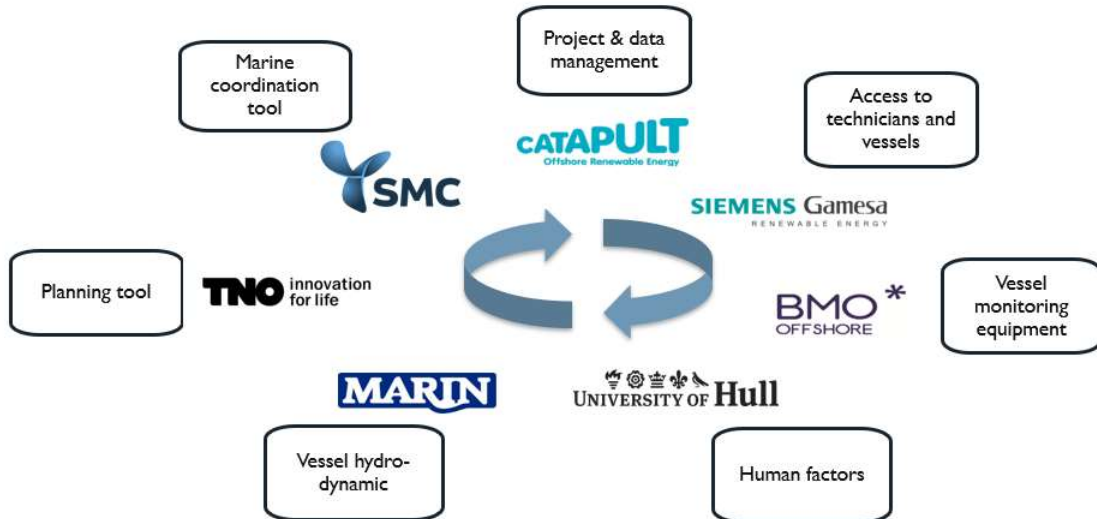 Project & data
management
Marine
coordination
tool
Access to
technicians and
vessels
CATAPULT
Offshore Renewable Energy
SMC
SIEMENS Gamesa
RENEWABLE ENERGY
Planning tool
TNO innovation
for life
BMO *
OFFSHORE
Vessel
monitoring
equipment
MARIN
UNIVERSITY OF Hull
Vessel hydro-
dynamic
Human factors